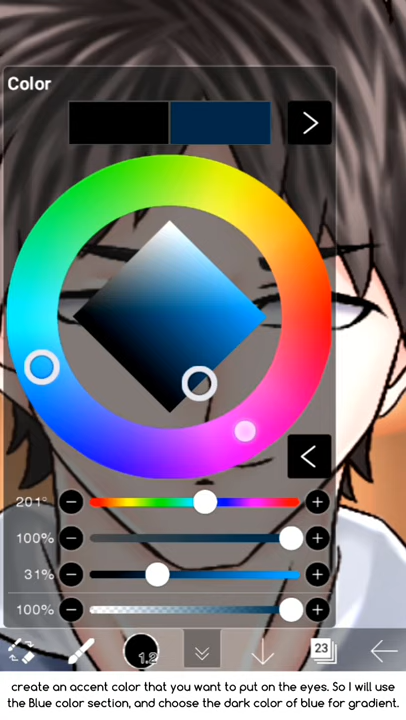 Color
201°
100%
31%
100%
1.2
23
create an accent color that you want to put on the eyes. So I will use
the Blue color section, and choose the dark color of blue for gradient.